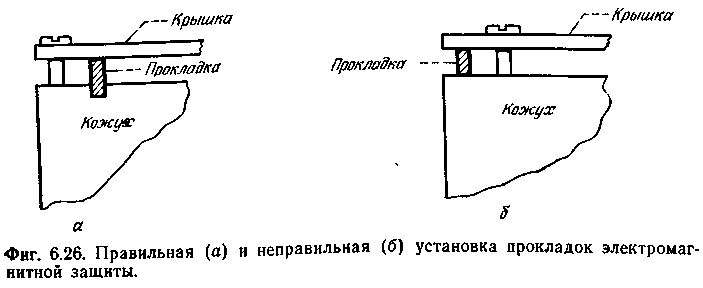 Крышка
Прокладка
Кожух
а
Крышка
Прокладка
Кожух
б
Фиг. 6.26. Правильная (а) и неправильная (б) установка прокладок электромаг-
нитной защиты.